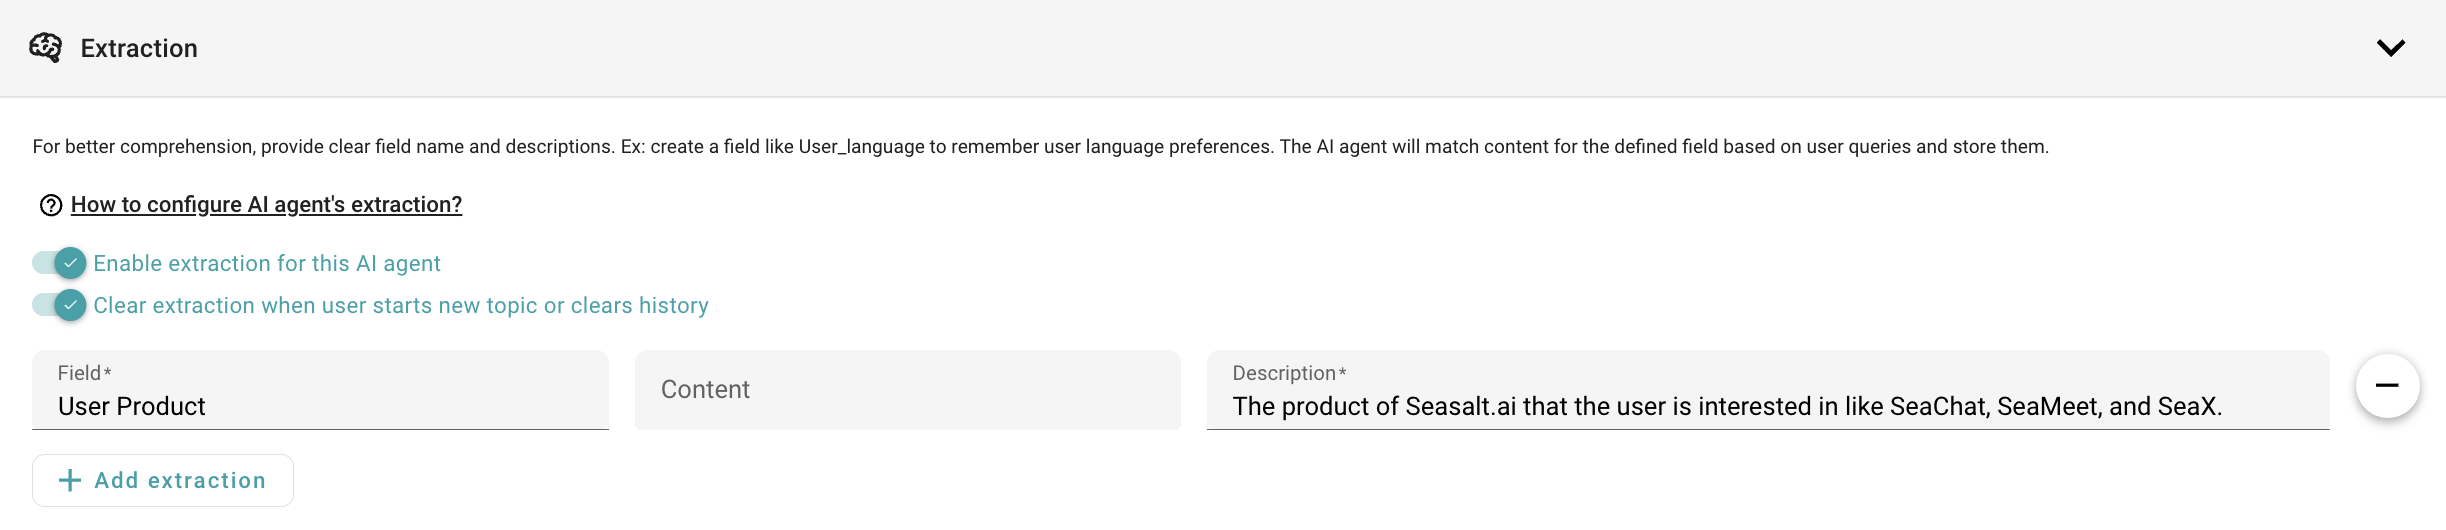 Extraction
For better comprehension, provide clear field name and descriptions. Ex: create a field like User_language to remember user language preferences. The AI agent will match content for the defined field based on user queries and store them.
How to configure AI agent's extraction?
Enable extraction for this AI agent
Clear extraction when user starts new topic or clears history
Field*
User Product
Content
Description*
The product of Seasalt.ai that the user is interested in like SeaChat, SeaMeet, and SeaX.
Add extraction